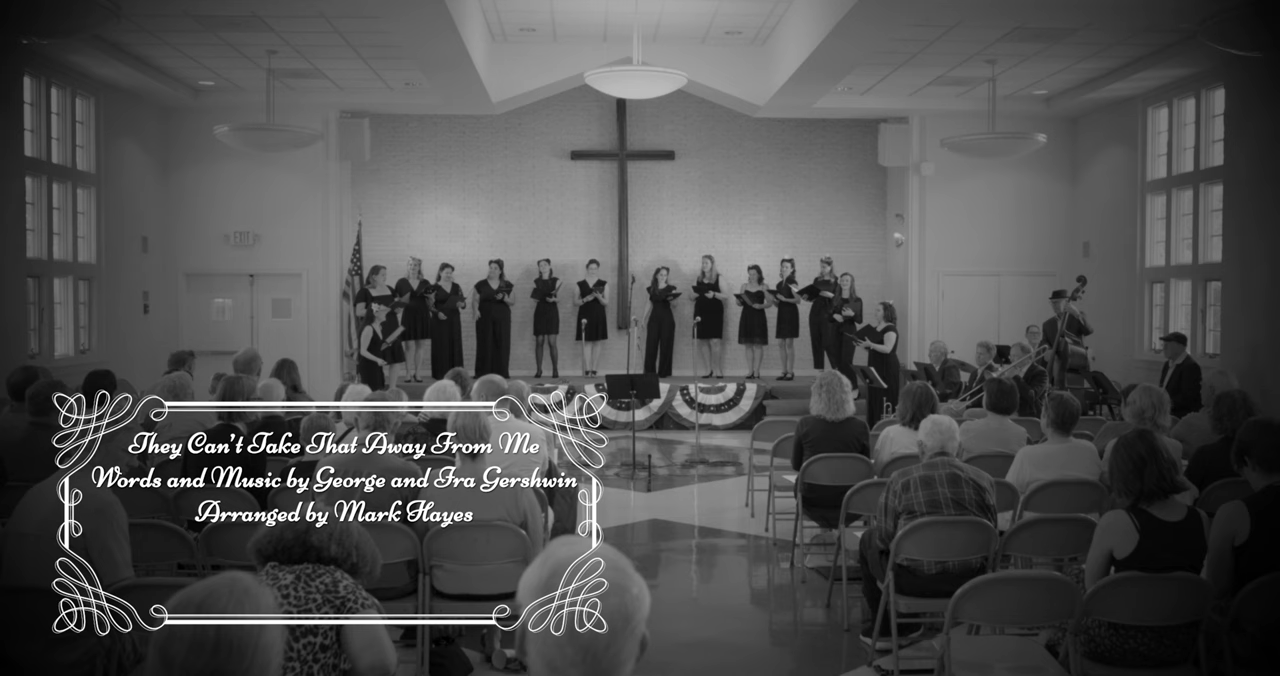 EXIT
They Can't Take That Away From Me
Words and Music by George and Ira Gershwin
Arranged by Mark Hayes